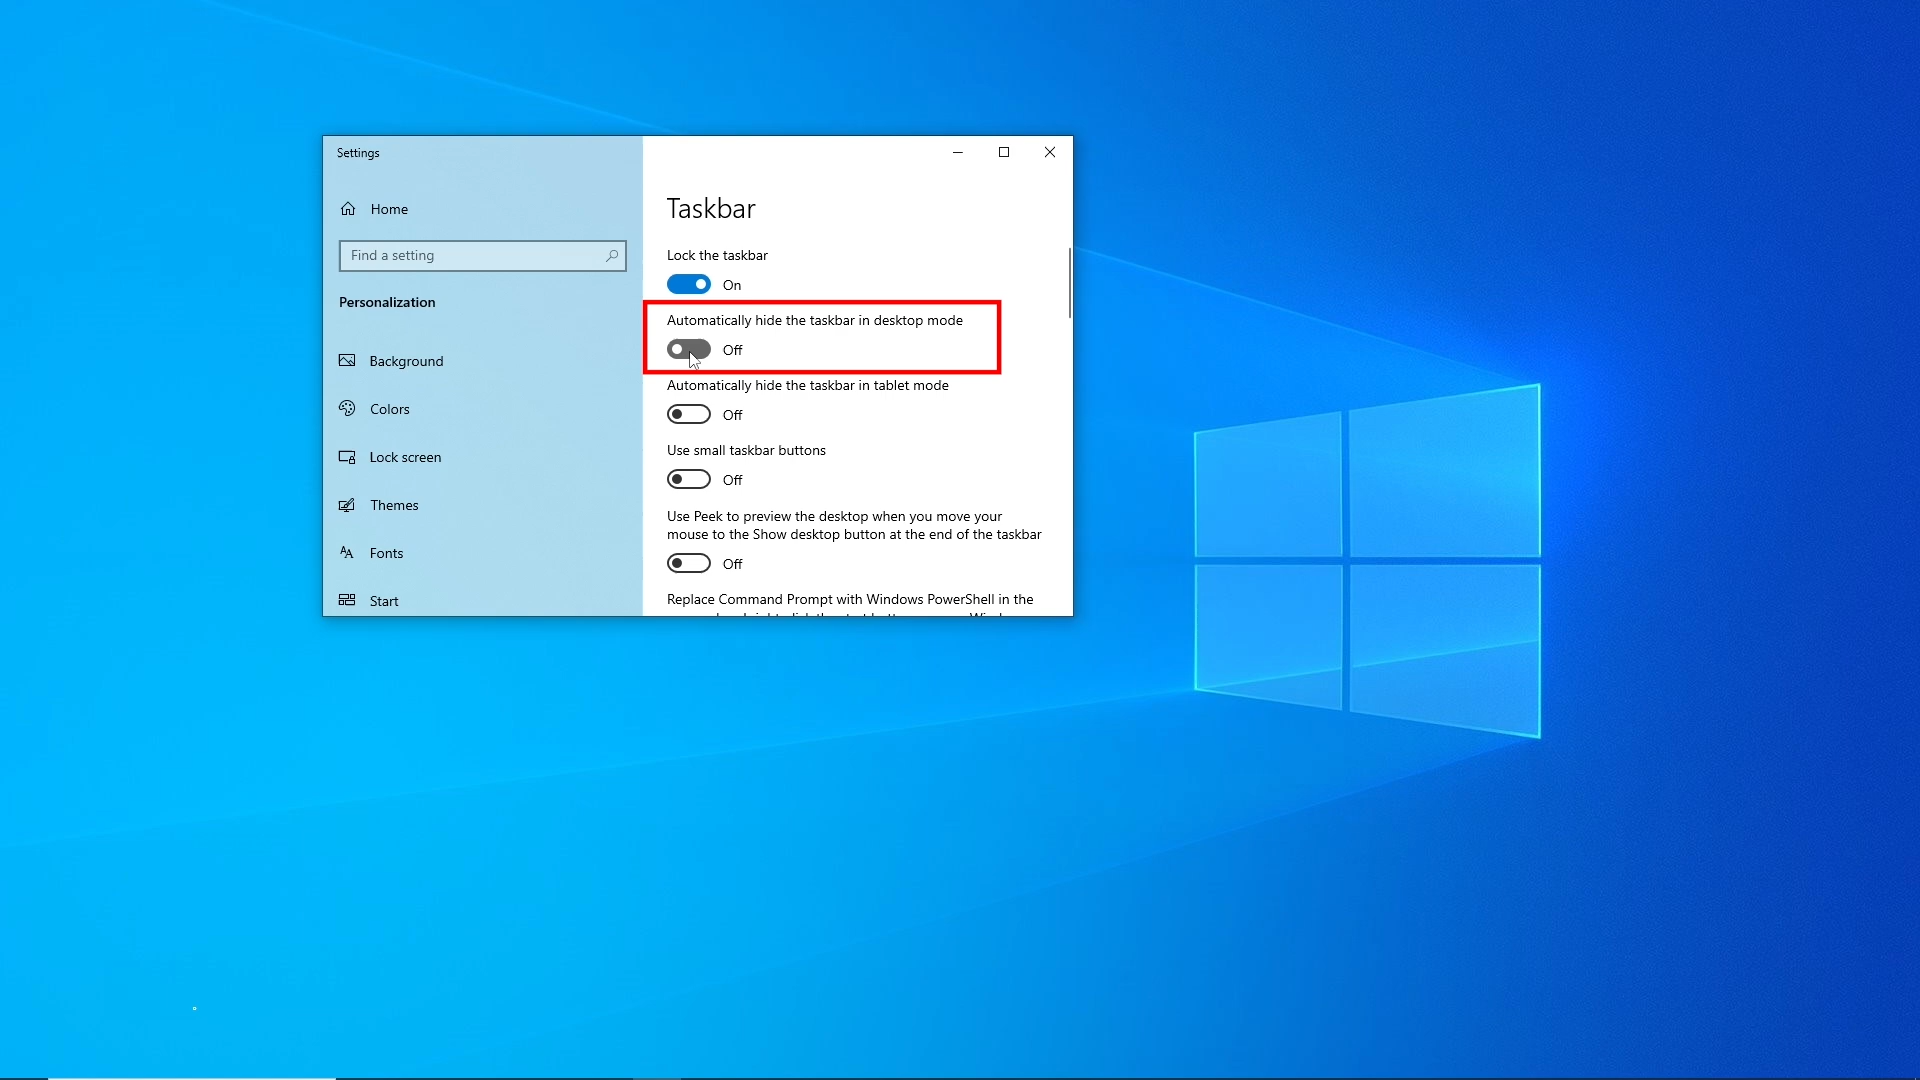 Settings
Home
Find a setting
Personalization
Background
Colors
Lock screen
Themes
Fonts
Start
Taskbar
Lock the taskbar
On
Automatically hide the taskbar in desktop mode
Off
Automatically hide the taskbar in tablet mode
Off
Use small taskbar buttons
Off
Use Peek to preview the desktop when you move your
mouse to the Show desktop button at the end of the taskbar
Off
Replace Command Prompt with Windows PowerShell in the